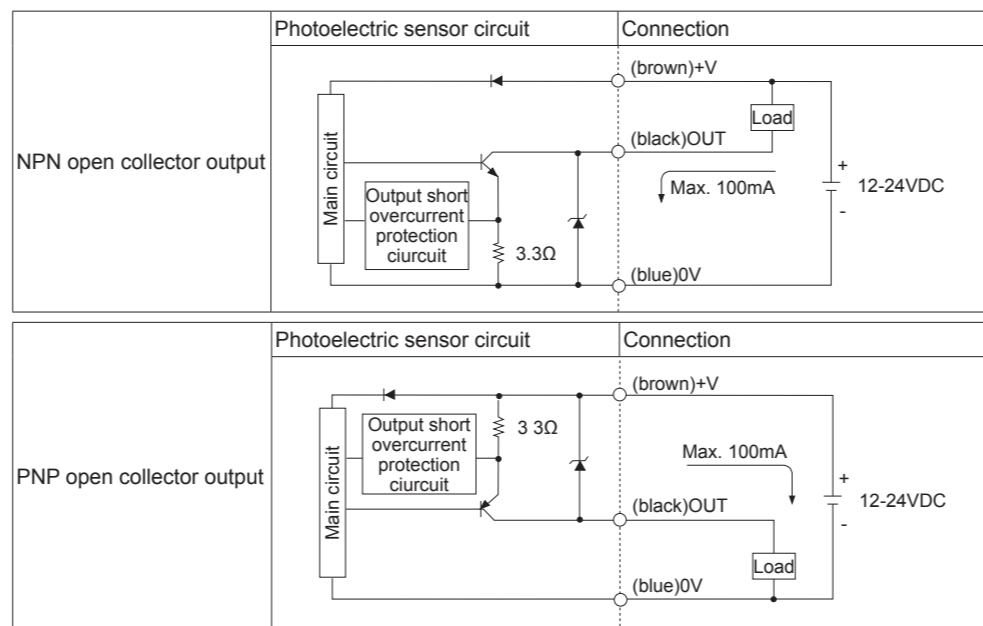 Photoelectric sensor circuit
Connection
NPN open collector output
Main circuit
Output short
overcurrent
protection
ciurcuit
3.3Ω
(brown)+V
Load
(black)OUT
Max. 100mA
+
-
12-24VDC
(blue)0V
Photoelectric sensor circuit
Connection
PNP open collector output
Main circuit
Output short
overcurrent
protection
ciurcuit
3 3Ω
(brown)+V
Max. 100mA
+
-
12-24VDC
(black)OUT
Load
(blue)0V